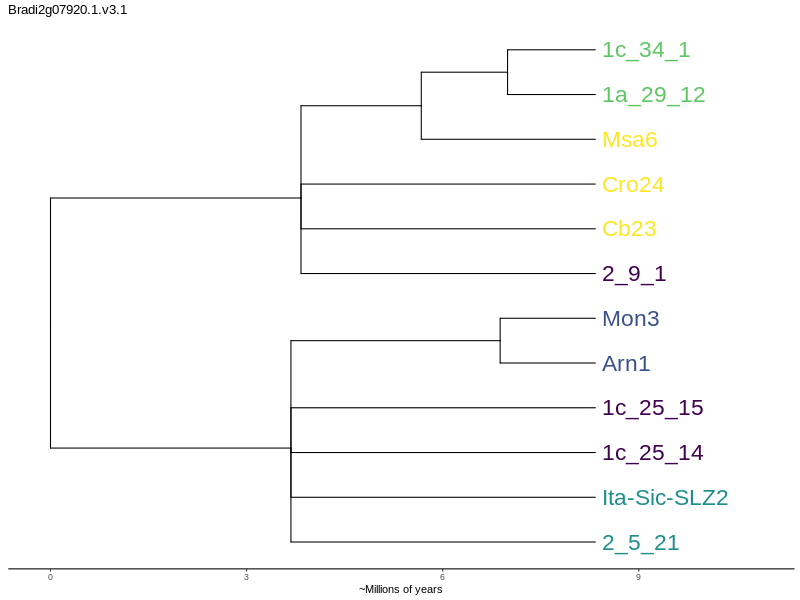 Bradi2g07920.1.v3.1
1c_34_1
1a_29_12
Msa6
Cro24
Cb23
2_9_1
Mon3
Arn1
1c_25_15
1c_25_14
Ita-Sic-SLZ2
2_5_21
0 3 6 9
~Millions of years